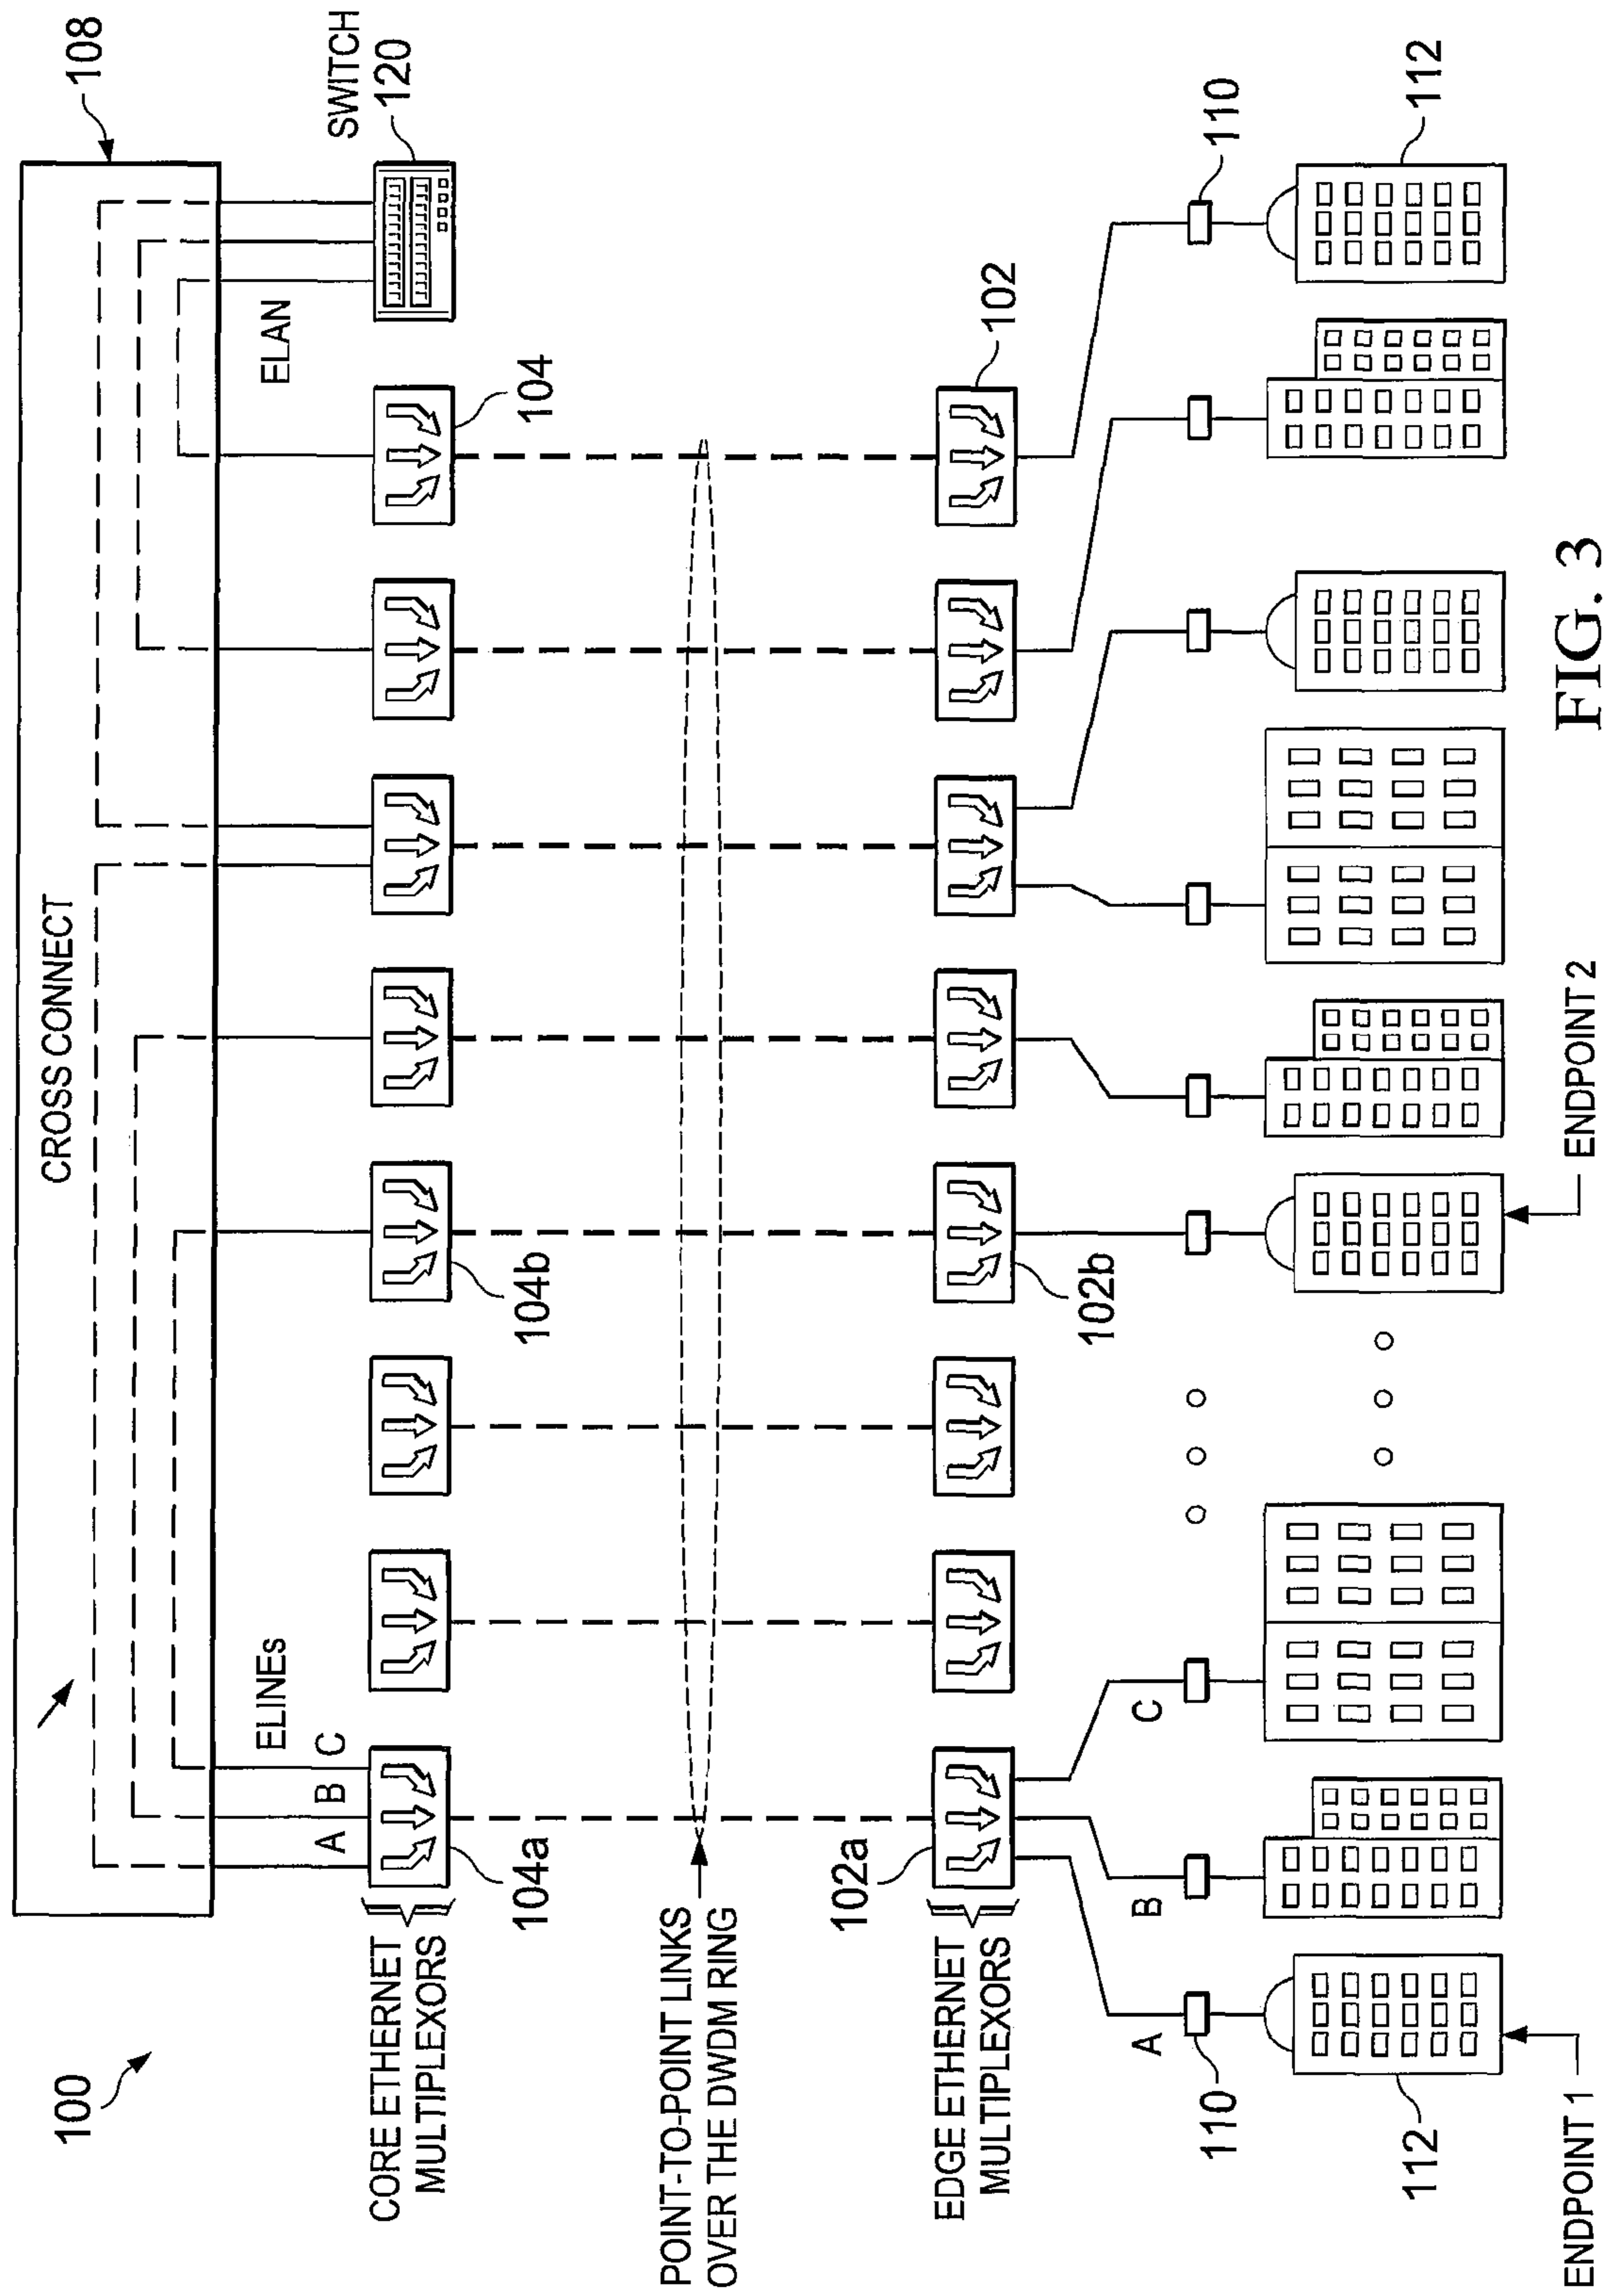 100
108
CROSS CONNECT
SWITCH
120
ELINEs
ELAN
A B C
CORE ETHERNET
MULTIPLEXORS
104a
104b
104
POINT-TO-POINT LINKS
OVER THE DWDM RING
102a
102b
102
EDGE ETHERNET
MULTIPLEXORS
A
B
C
110
110
112
112
ENDPOINT 1
ENDPOINT 2
FIG. 3